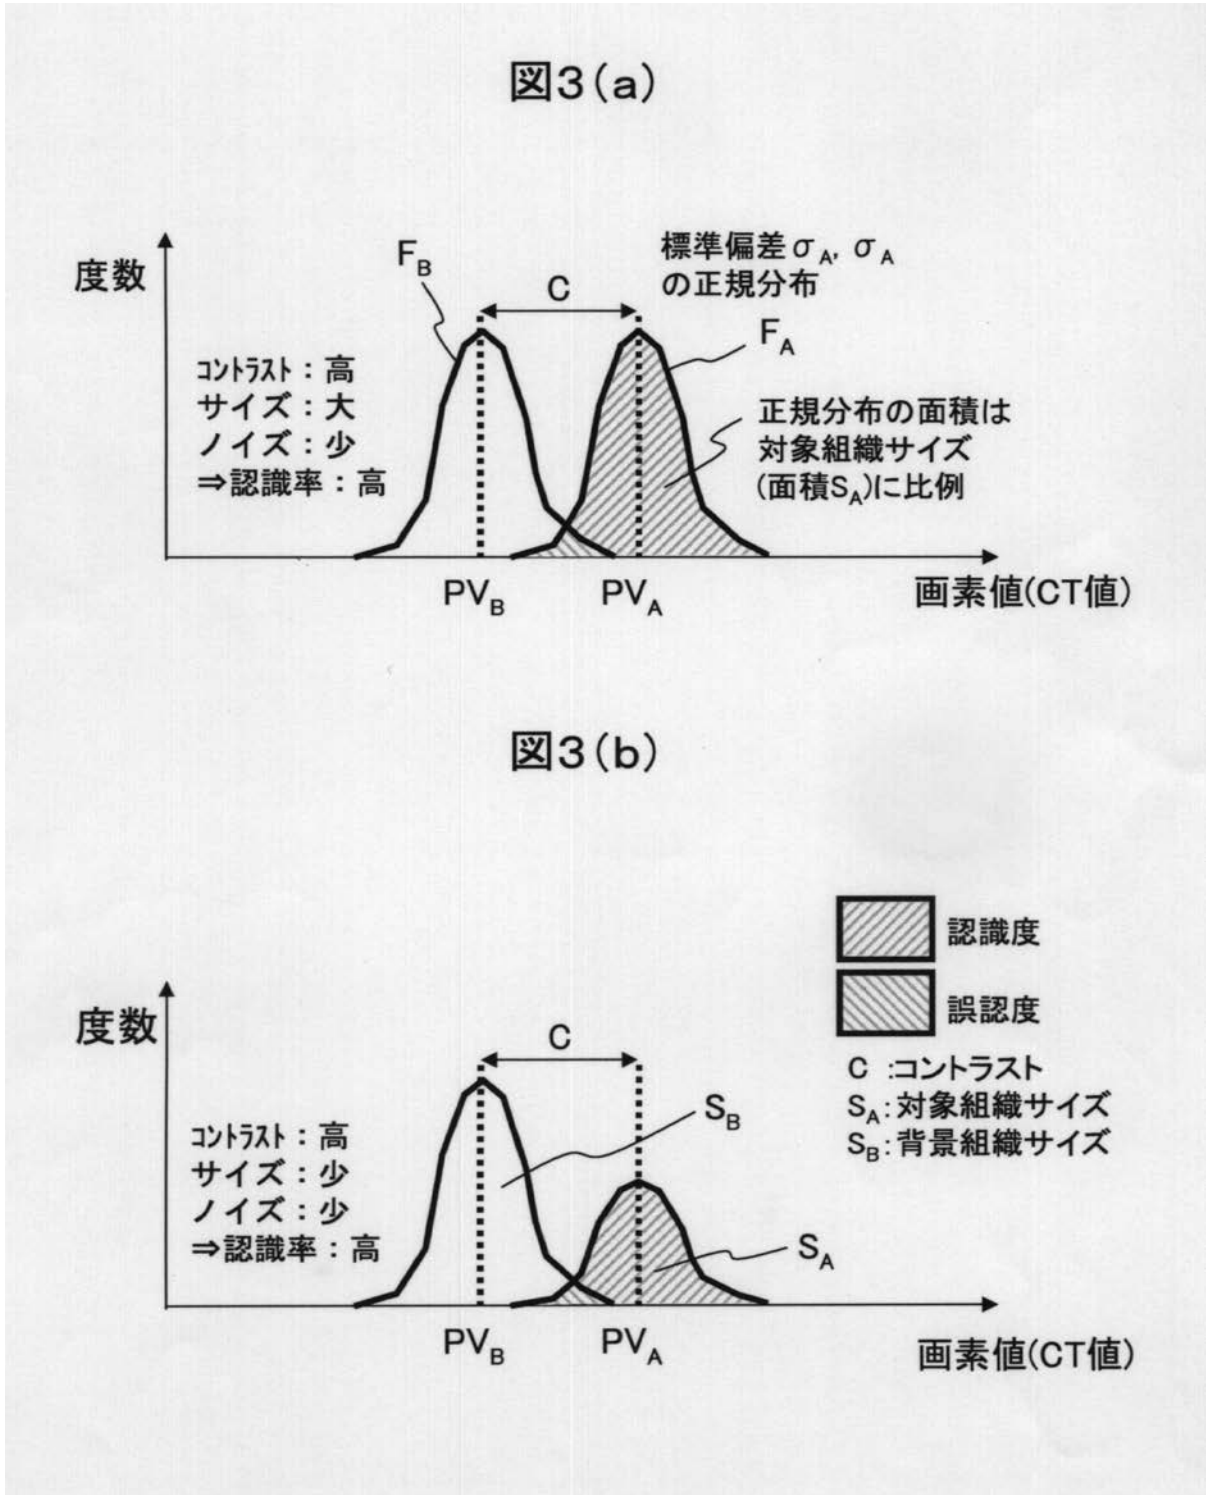 図3(a)
度数
F_B
C
標準偏差σ_A, σ_A
の正規分布
F_A
コントラスト：高
サイズ：大
ノイズ：少
⇒認識率：高
正規分布の面積は
対象組織サイズ
(面積S_A)に比例
PV_B
PV_A
画素値(CT値)
図3(b)
認識度
誤認度
C :コントラスト
S_A:対象組織サイズ
S_B:背景組織サイズ
度数
C
S_B
コントラスト：高
サイズ：少
ノイズ：少
⇒認識率：高
S_A
PV_B
PV_A
画素値(CT値)